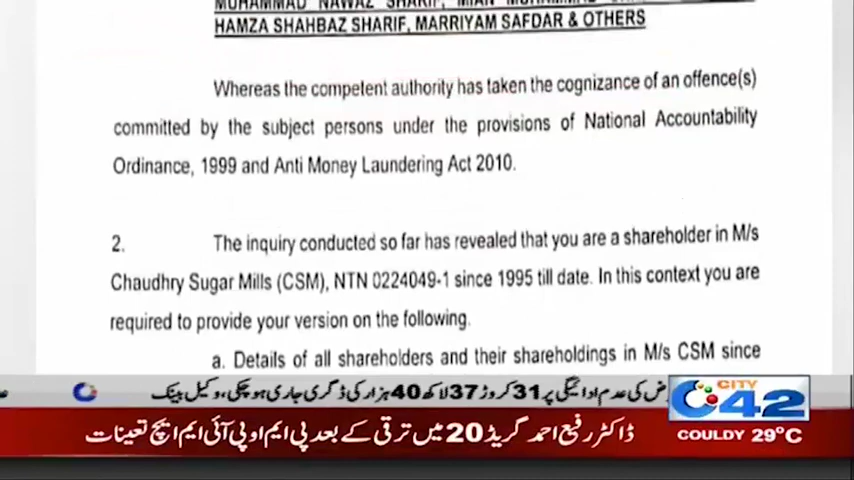 MUHAMMAD NAWAZ SHARIF, MIAN MUHAMMAD
HAMZA SHAHBAZ SHARIF, MARRIYAM SAFDAR & OTHERS
Whereas the competent authority has taken the cognizance of an offence(s)
committed by the subject persons under the provisions of National Accountability
Ordinance, 1999 and Anti Money Laundering Act 2010.
2. The inquiry conducted so far has revealed that you are a shareholder in M/s
Chaudhry Sugar Mills (CSM), NTN 0224049-1 since 1995 till date. In this context you are
required to provide your version on the following.
a. Details of all shareholders and their shareholdings in M/s CSM since
کی عدم ادائیگی پر 31 کروڑ 37 لاکھ 40 ہزار کی ڈگری جاری ہوچکی، وکیل بینک
CITY
42
ڈاکٹر رفیع احمد گریڈ 20 میں ترقی کے بعد پی ایم او پی آئی ایم ایچ تعینات
COULDY 29°C